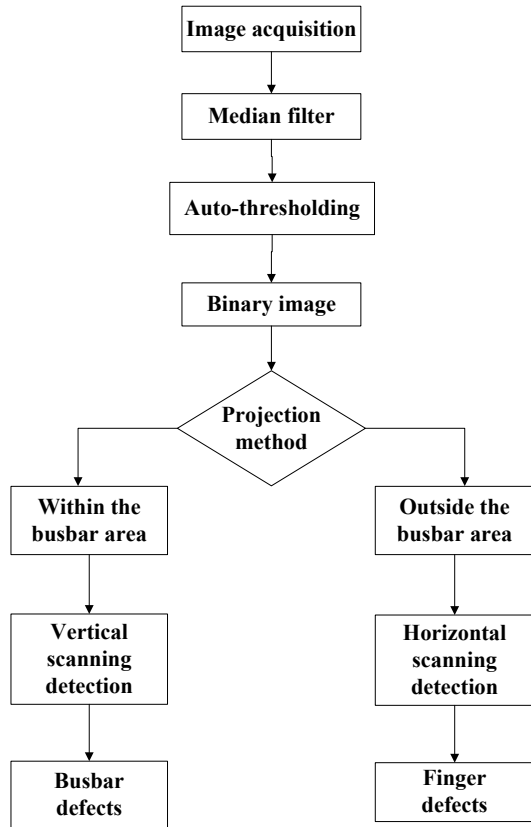 Image acquisition
Median filter
Auto-thresholding
Binary image
Projection
method
Within the
busbar area
Outside the
busbar area
Vertical
scanning
detection
Horizontal
scanning
detection
Busbar
defects
Finger
defects